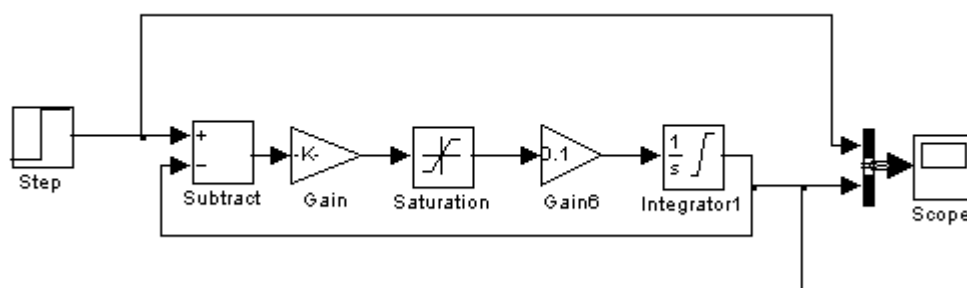 Step
+
−
Subtract
-K-
Gain
Saturation
0.1
Gain6
1
s
Integrator1
Scope